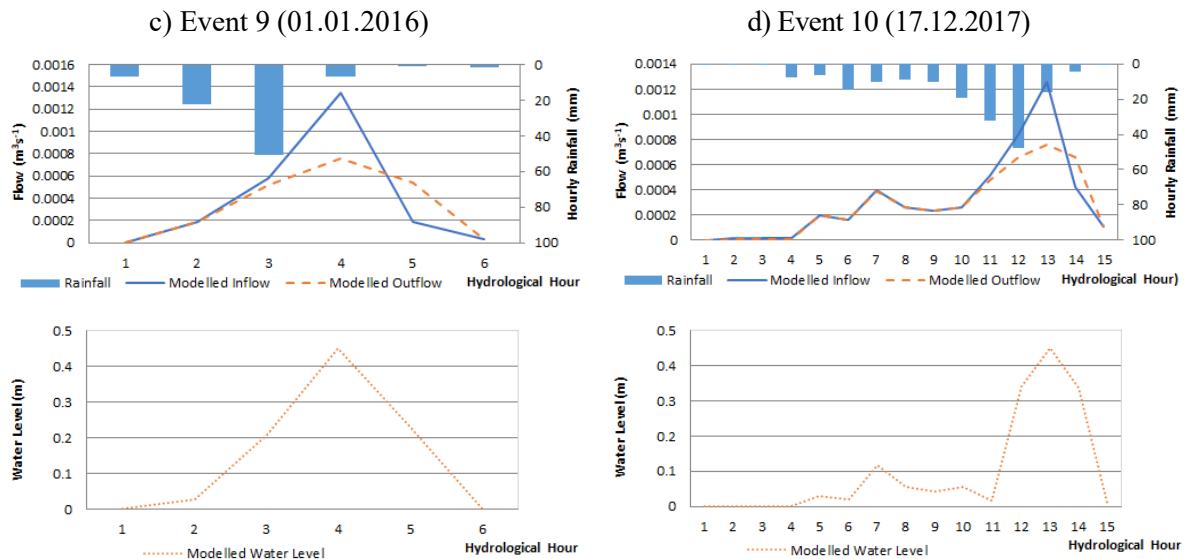 c) Event 9 (01.01.2016)
0.0016
0.0014
0.0012
0.001
0.0008
0.0006
0.0004
0.0002
0
Flow (m³s⁻¹)
0
20
40
60
80
100
Hourly Rainfall (mm)
1 2 3 4 5 6
Rainfall Modelled Inflow Modelled Outflow Hydrological Hour
d) Event 10 (17.12.2017)
0.0014
0.0012
0.001
0.0008
0.0006
0.0004
0.0002
0
Flow (m³s⁻¹)
0
20
40
60
80
100
Hourly Rainfall (mm)
1 2 3 4 5 6 7 8 9 10 11 12 13 14 15
Rainfall Modelled Inflow Modelled Outflow Hydrological Hour)
0.5
0.4
0.3
0.2
0.1
0
Water Level (m)
1 2 3 4 5 6
Modelled Water Level Hydrological Hour
0.5
0.4
0.3
0.2
0.1
0
Water Level (m)
1 2 3 4 5 6 7 8 9 10 11 12 13 14 15
Modelled Water Level Hydrological Hour